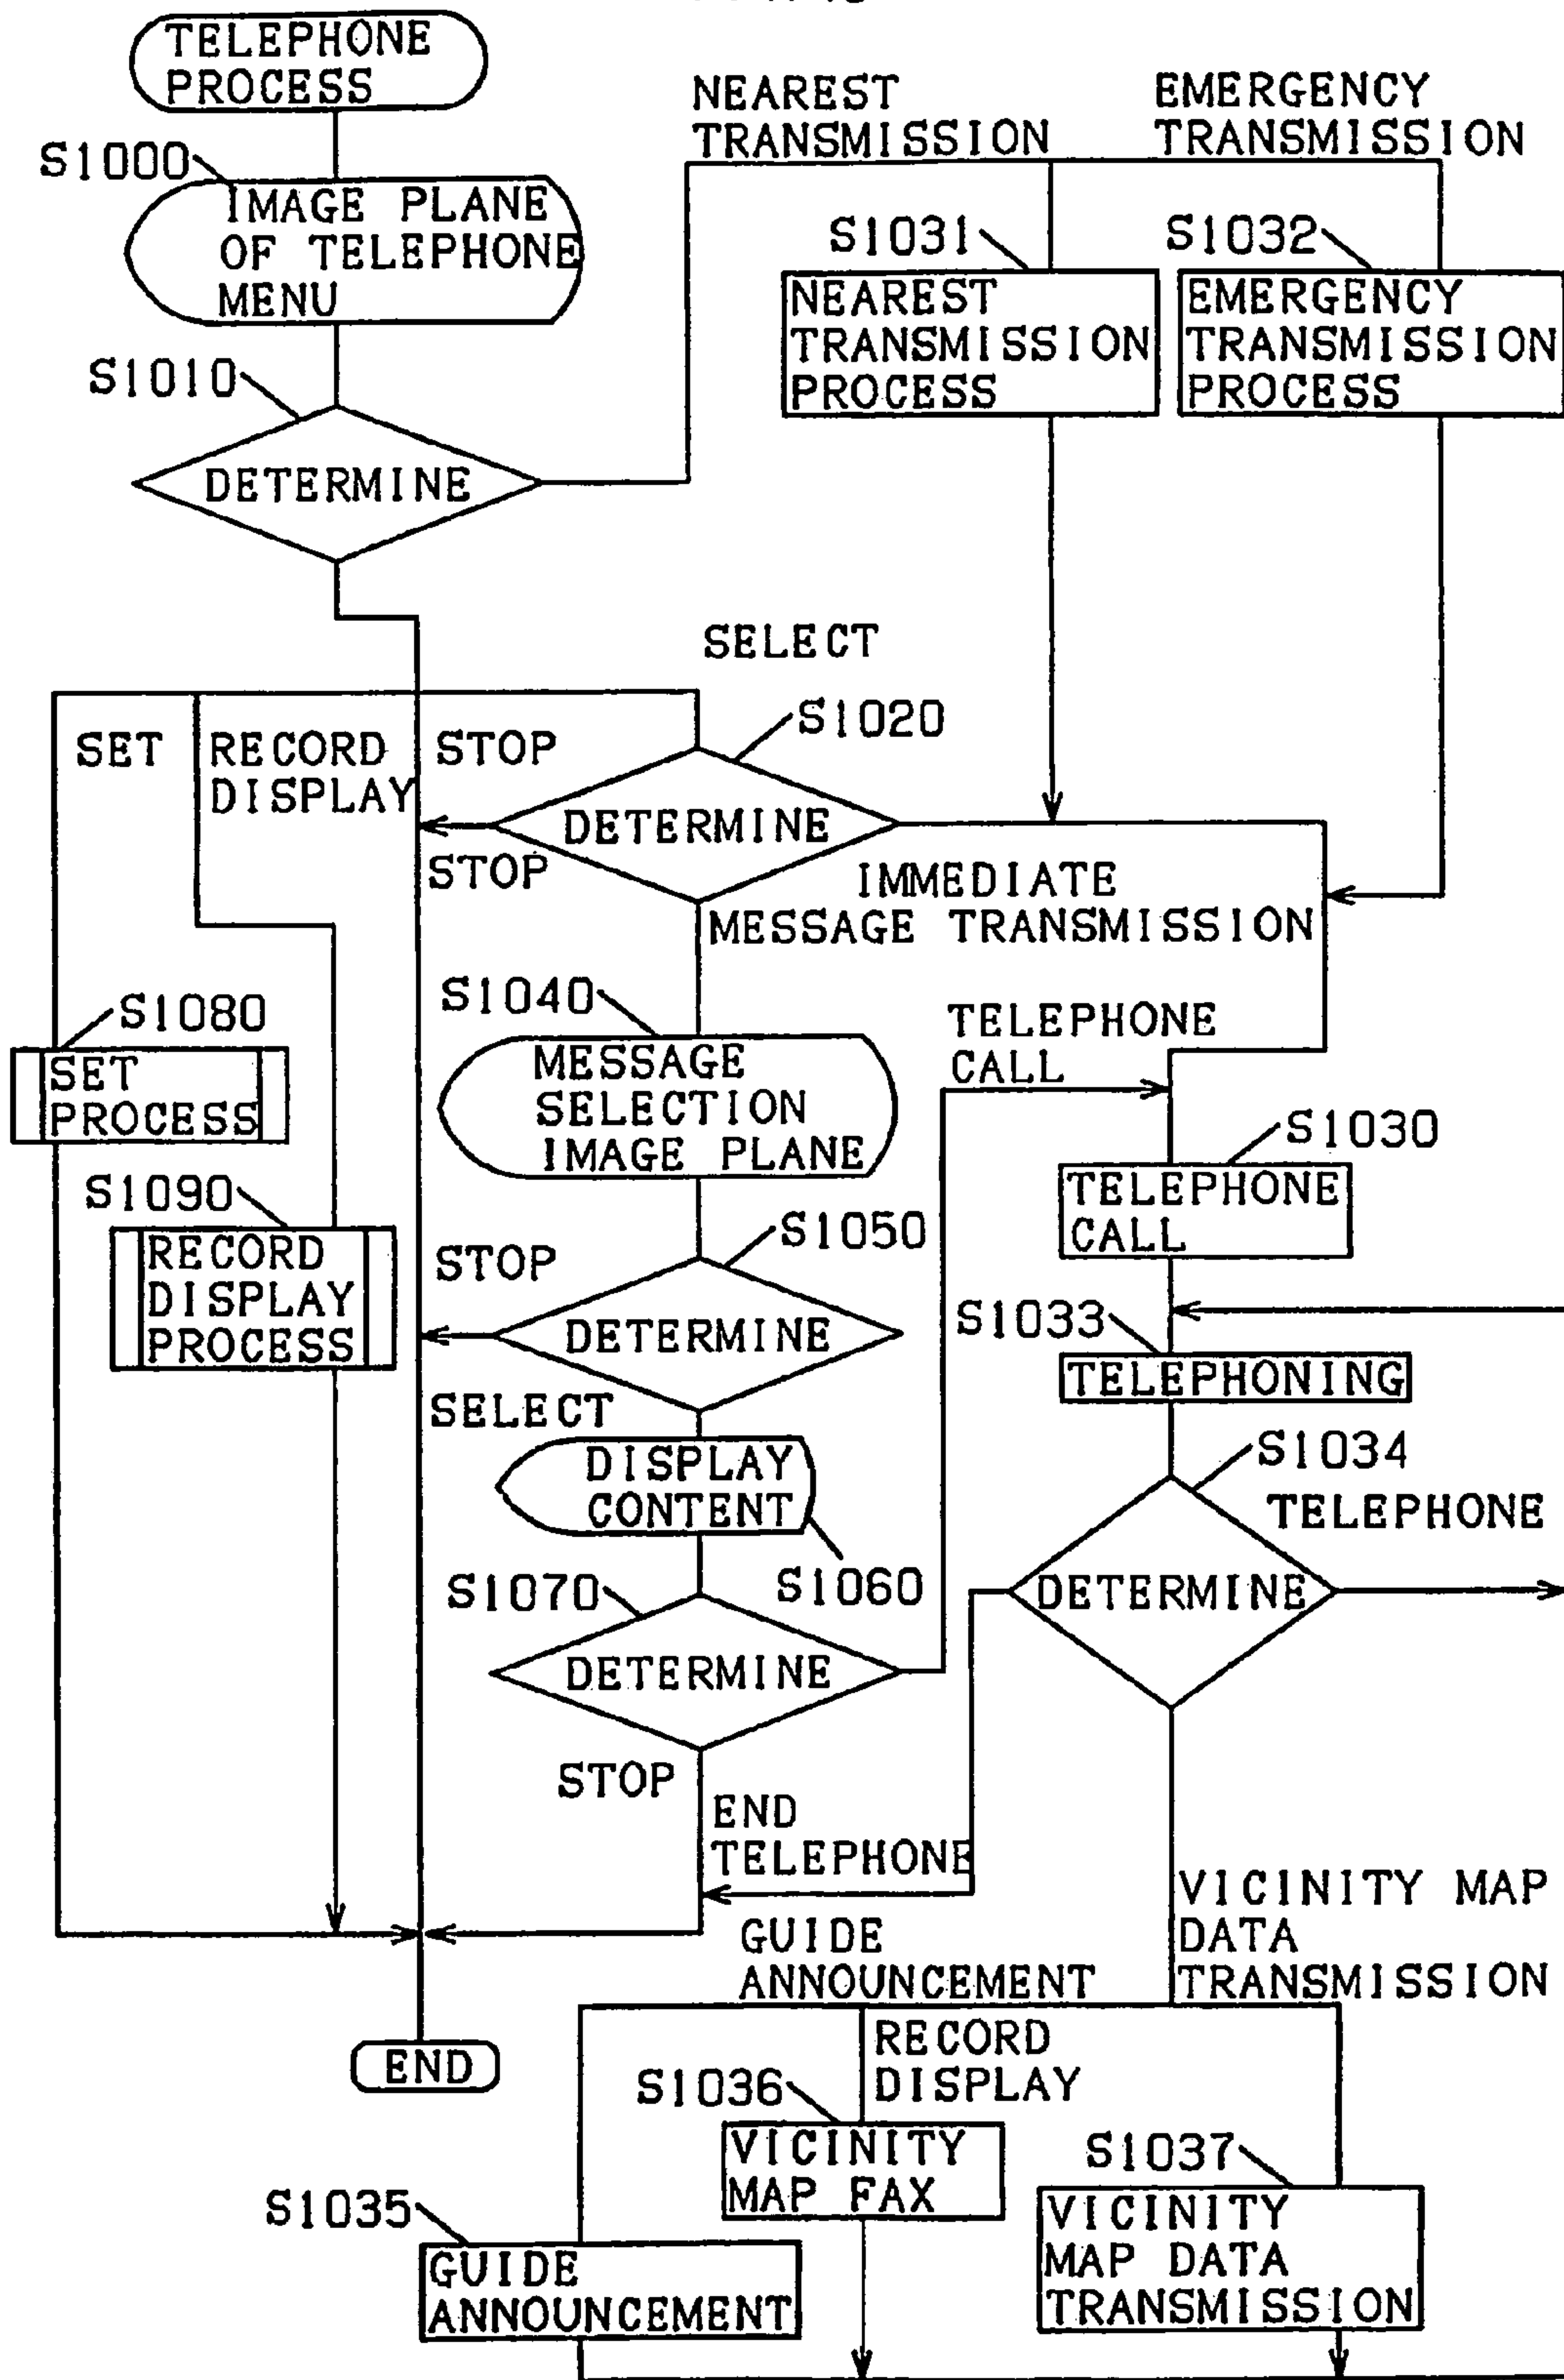 TELEPHONE
PROCESS
NEAREST
TRANSMISSION
EMERGENCY
TRANSMISSION
S1000
IMAGE PLANE
OF TELEPHONE
MENU
S1031
S1032
NEAREST
TRANSMISSION
PROCESS
EMERGENCY
TRANSMISSION
PROCESS
S1010
DETERMINE
SELECT
S1020
SET
RECORD
DISPLAY
STOP
DETERMINE
STOP
IMMEDIATE
MESSAGE TRANSMISSION
S1040
TELEPHONE
CALL
S1080
SET
PROCESS
MESSAGE
SELECTION
IMAGE PLANE
S1030
TELEPHONE
CALL
S1090
RECORD
DISPLAY
PROCESS
S1050
STOP
DETERMINE
S1033
TELEPHONING
SELECT
DISPLAY
CONTENT
S1060
S1034
TELEPHONE
DETERMINE
S1070
DETERMINE
STOP
END
TELEPHONE
GUIDE
ANNOUNCEMENT
VICINITY MAP
DATA
TRANSMISSION
END
RECORD
DISPLAY
S1036
VICINITY
MAP FAX
S1037
VICINITY
MAP DATA
TRANSMISSION
S1035
GUIDE
ANNOUNCEMENT